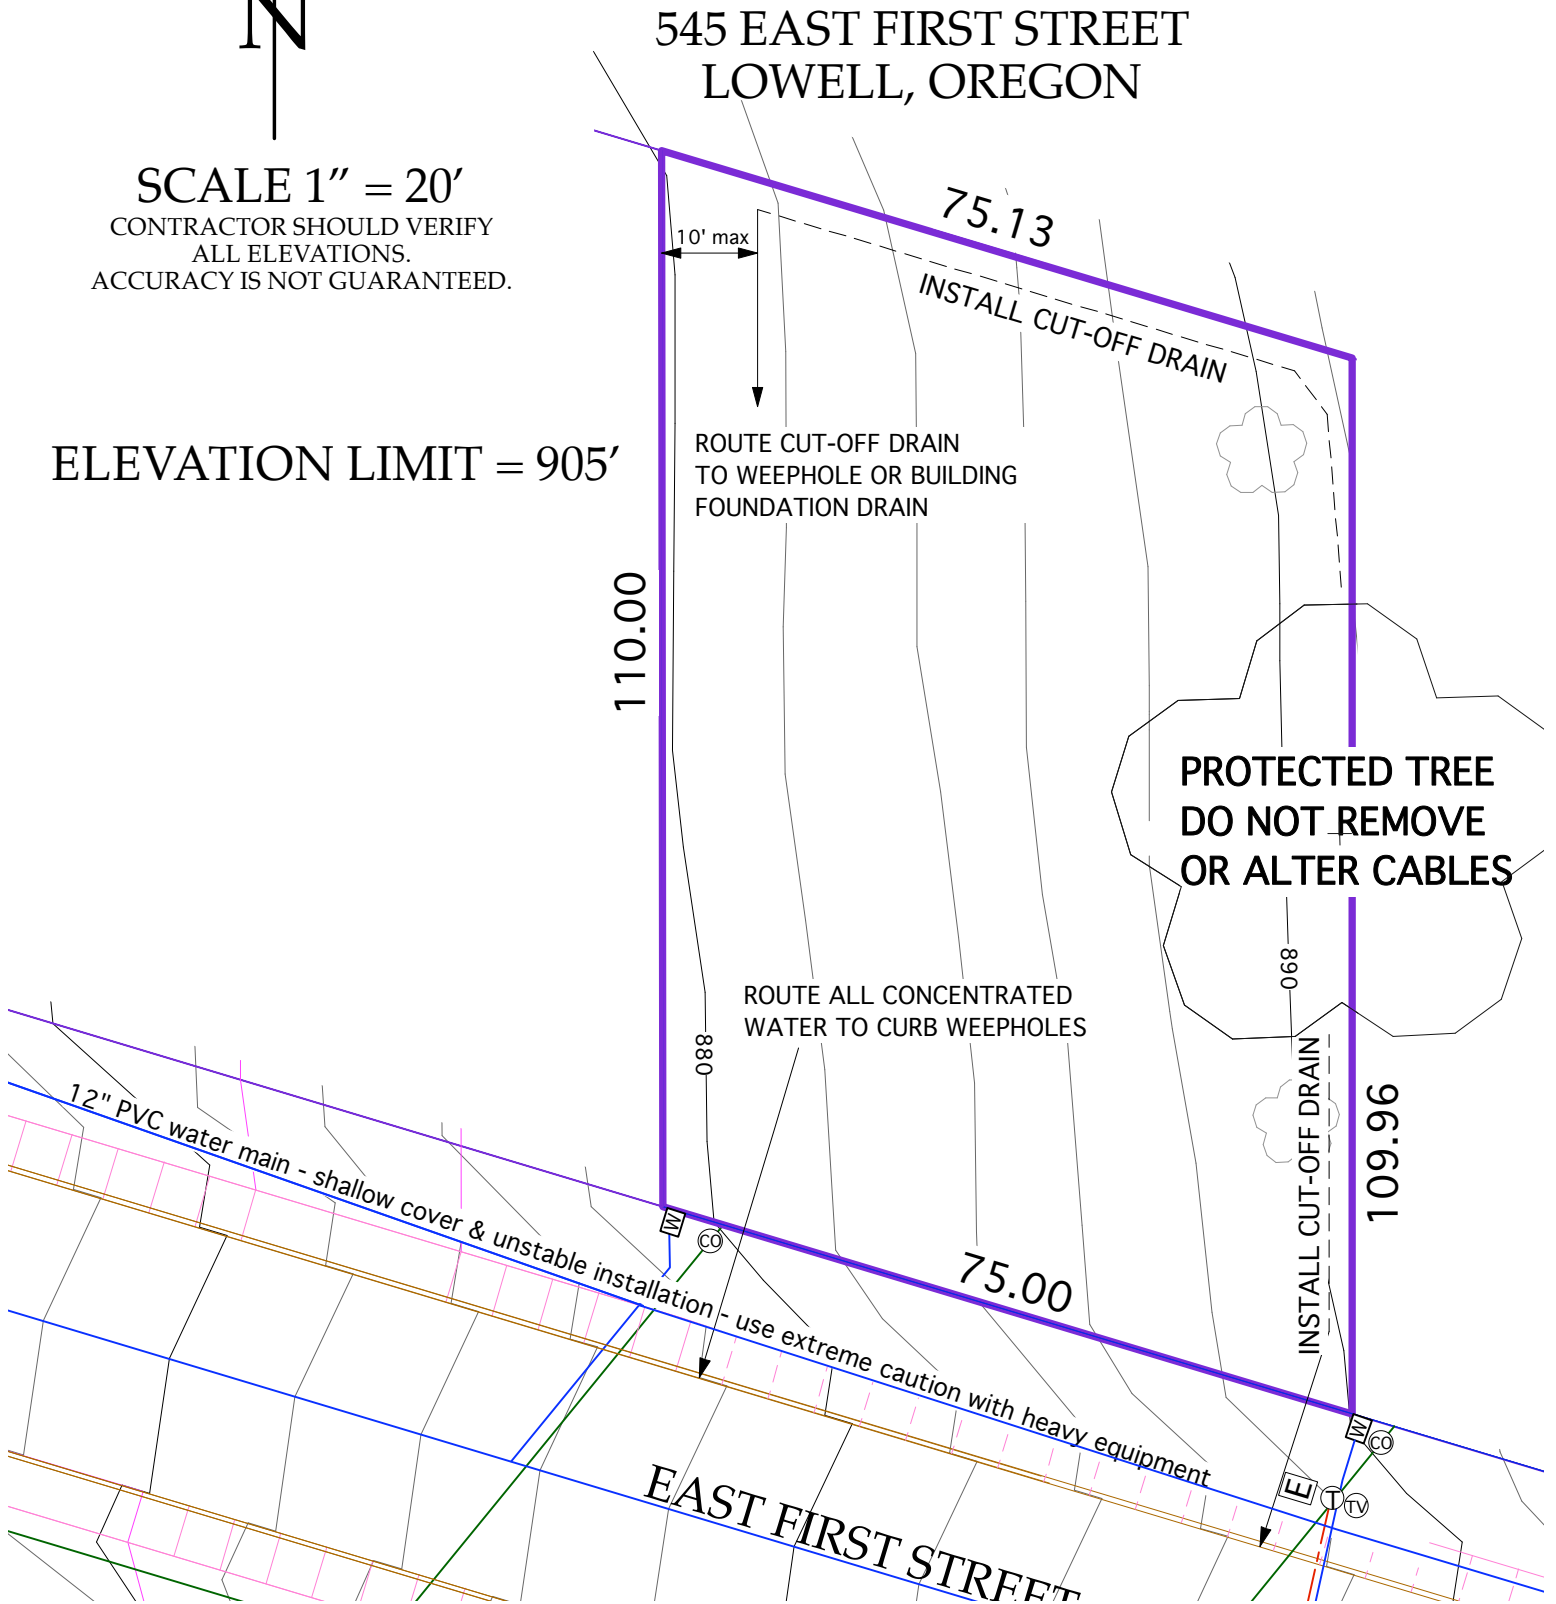 N
545 EAST FIRST STREET
LOWELL, OREGON
SCALE 1" = 20'
CONTRACTOR SHOULD VERIFY
ALL ELEVATIONS.
ACCURACY IS NOT GUARANTEED.
75.13
10' max
INSTALL CUT-OFF DRAIN
ELEVATION LIMIT = 905'
ROUTE CUT-OFF DRAIN
TO WEEPHOLE OR BUILDING
FOUNDATION DRAIN
110.00
PROTECTED TREE
DO NOT REMOVE
OR ALTER CABLES
890
ROUTE ALL CONCENTRATED
WATER TO CURB WEEPHOLES
880
INSTALL CUT-OFF DRAIN
109.96
12" PVC water main - shallow cover & unstable installation - use extreme caution with heavy equipment
W
CO
75.00
W
CO
E
T
TV
EAST FIRST STREET